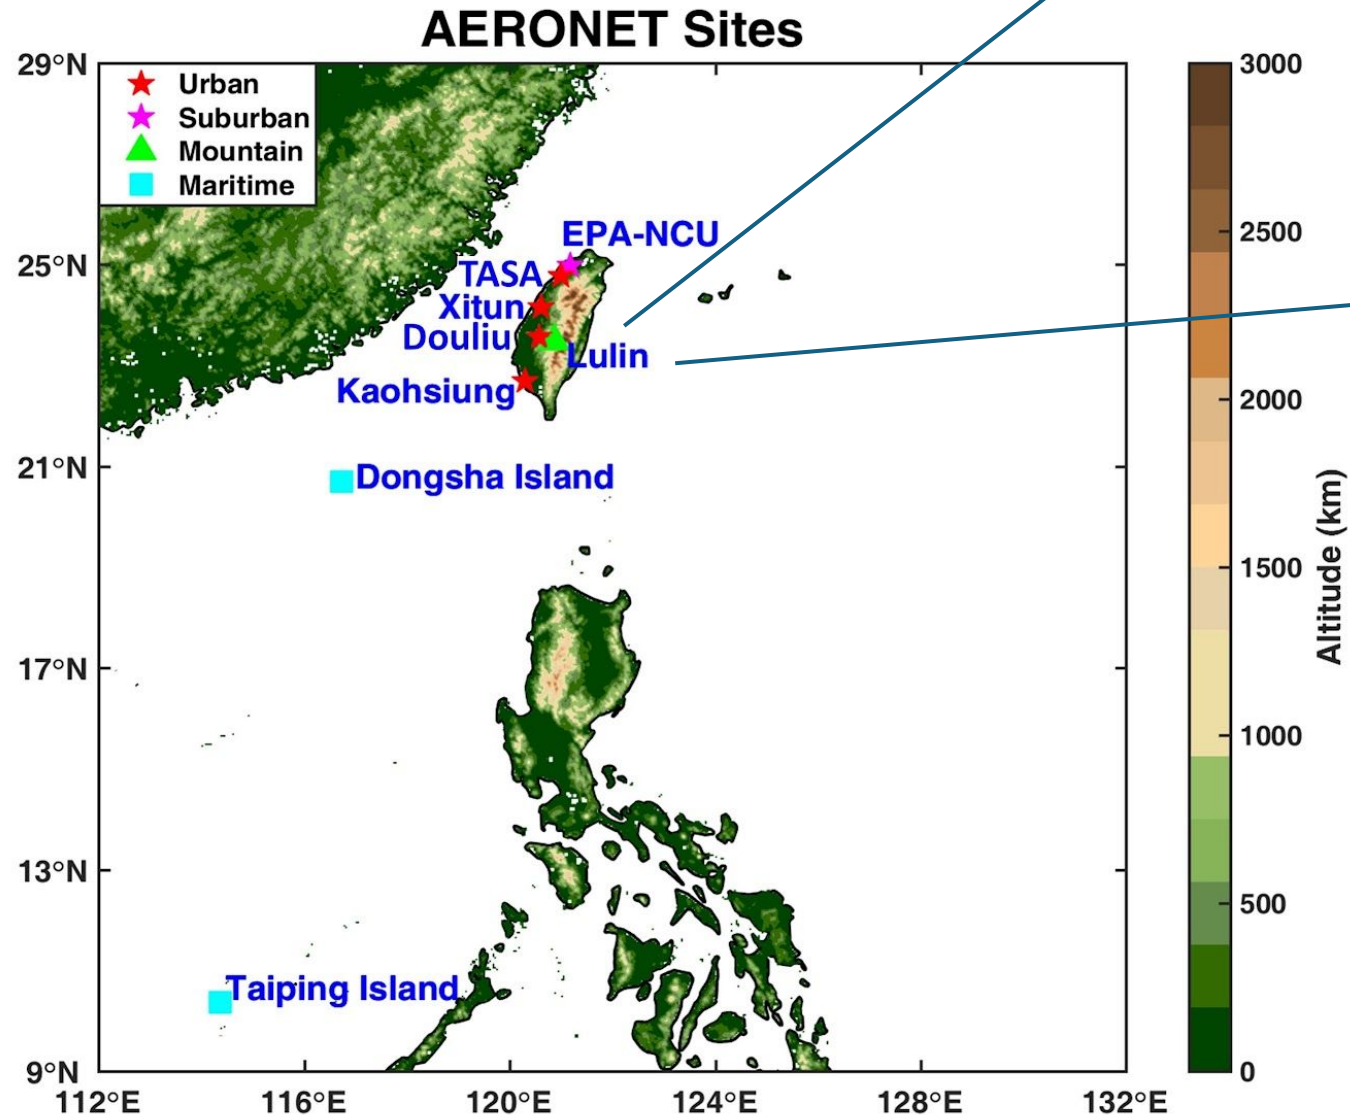 AERONET Sites
29°N
25°N
21°N
17°N
13°N
9°N
Urban
Suburban
Mountain
Maritime
EPA-NCU
TASA
Xitun
Douliu
Lulin
Kaohsiung
Dongsha Island
Taiping Island
112°E
116°E
120°E
124°E
128°E
132°E
3000
2500
2000
1500
1000
500
0
Altitude (km)